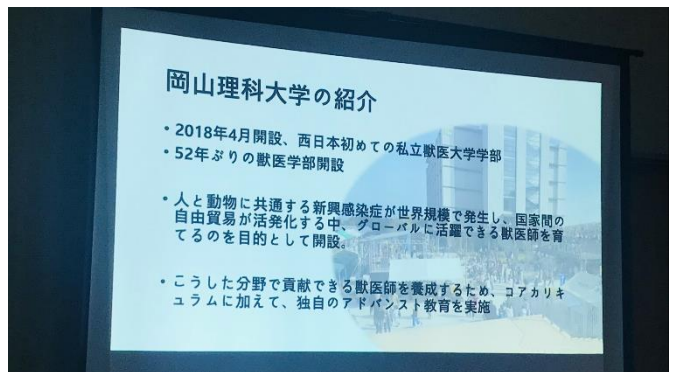 岡山理科大学の紹介
・2018年4月開設、西日本初めての私立獣医大学学部
・52年ぶりの獣医学部開設
・人と動物に共通する新興感染症が世界規模で発生し、国家間の
自由貿易が活発化する中、グローバルに活躍できる獣医師を育
てるのを目的として開設。
・こうした分野で貢献できる獣医師を養成するため、コアカリキ
ュラムに加えて、独自のアドバンスト教育を実施